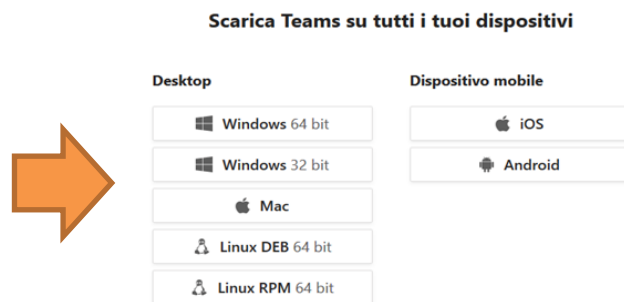 Scarica Teams su tutti i tuoi dispositivi
Desktop
Windows 64 bit
Windows 32 bit
Mac
Linux DEB 64 bit
Linux RPM 64 bit
Dispositivo mobile
iOS
Android